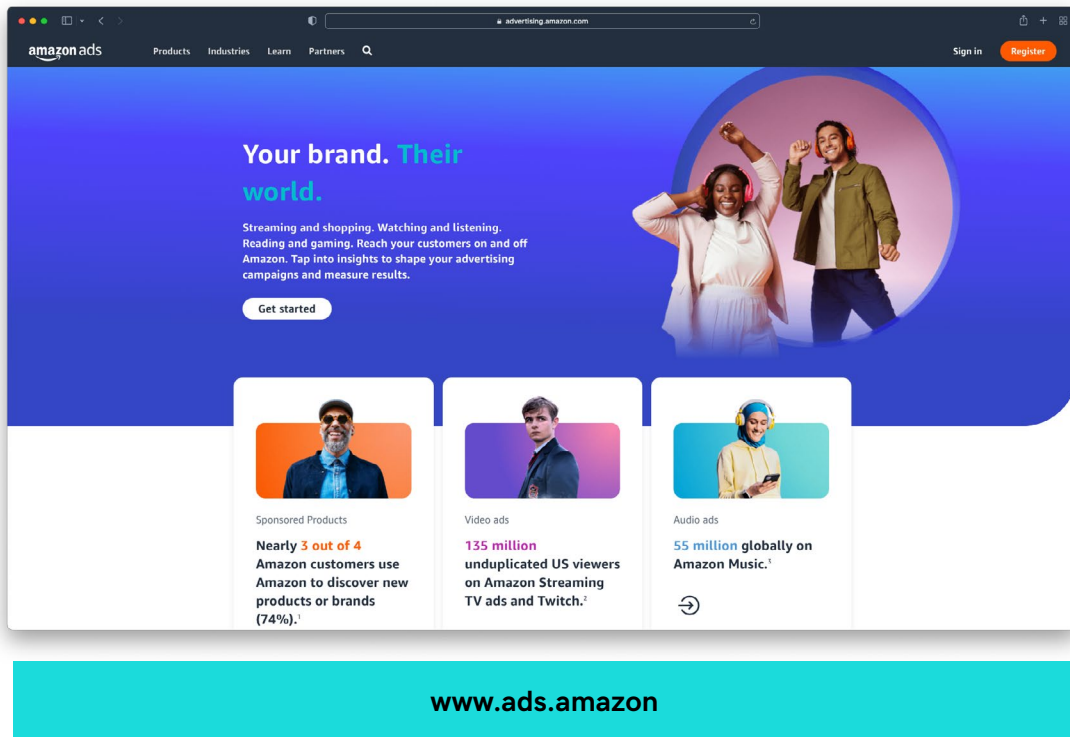 advertising.amazon.com
amazon ads
Products Industries Learn Partners
Sign in Register
Your brand. Their
world.
Streaming and shopping. Watching and listening.
Reading and gaming. Reach your customers on and off
Amazon. Tap into insights to shape your advertising
campaigns and measure results.
Get started
Sponsored Products
Nearly 3 out of 4
Amazon customers use
Amazon to discover new
products or brands
(74%).¹
Video ads
135 million
unduplicated US viewers
on Amazon Streaming
TV ads and Twitch.²
Audio ads
55 million globally on
Amazon Music.
www.ads.amazon